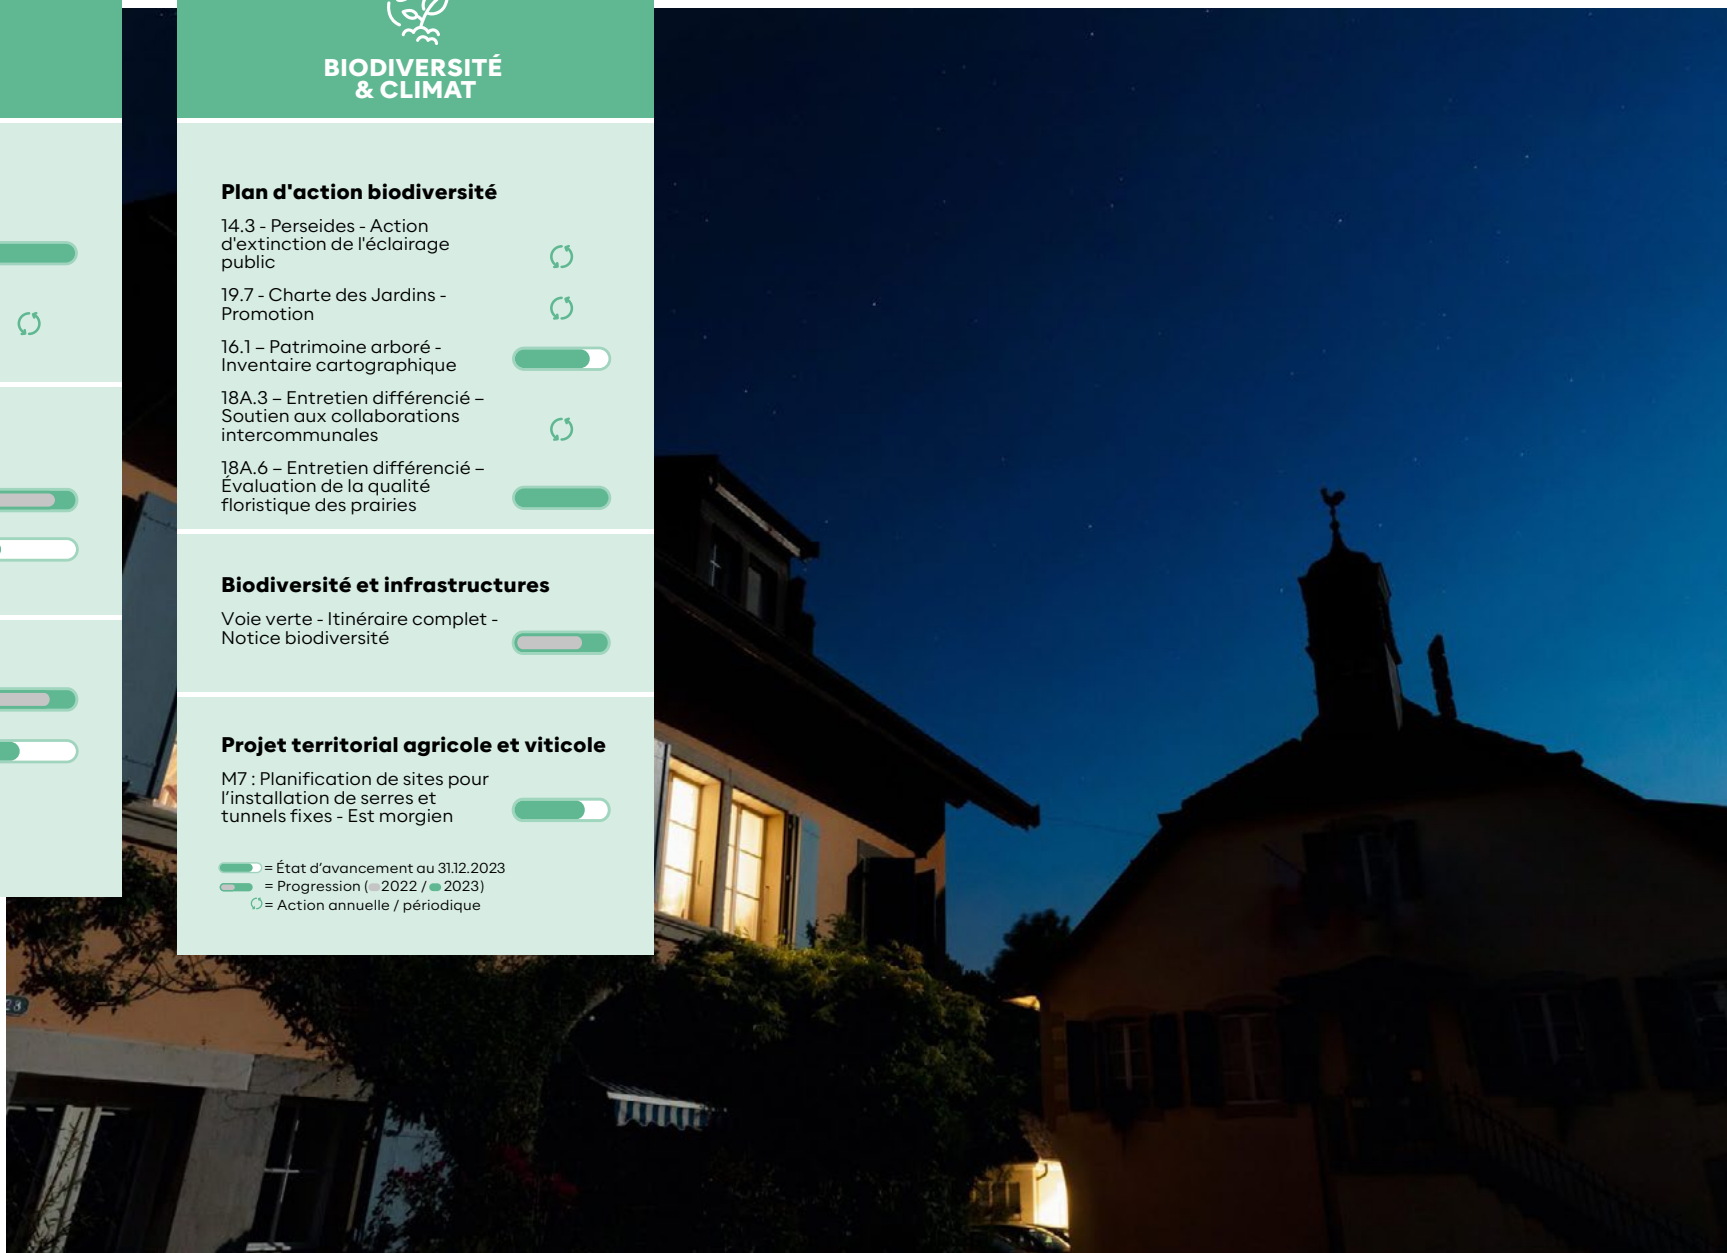 BIODIVERSITÉ
& CLIMAT
Plan d'action biodiversité
14.3 - Perseides - Action
d'extinction de l'éclairage
public
19.7 - Charte des Jardins -
Promotion
16.1 – Patrimoine arboré -
Inventaire cartographique
18A.3 – Entretien différencié –
Soutien aux collaborations
intercommunales
18A.6 – Entretien différencié –
Évaluation de la qualité
floristique des prairies
Biodiversité et infrastructures
Voie verte - Itinéraire complet -
Notice biodiversité
Projet territorial agricole et viticole
M7 : Planification de sites pour
l’installation de serres et
tunnels fixes - Est morgien
= État d’avancement au 31.12.2023
= Progression ( 2022 / 2023)
= Action annuelle / périodique
28